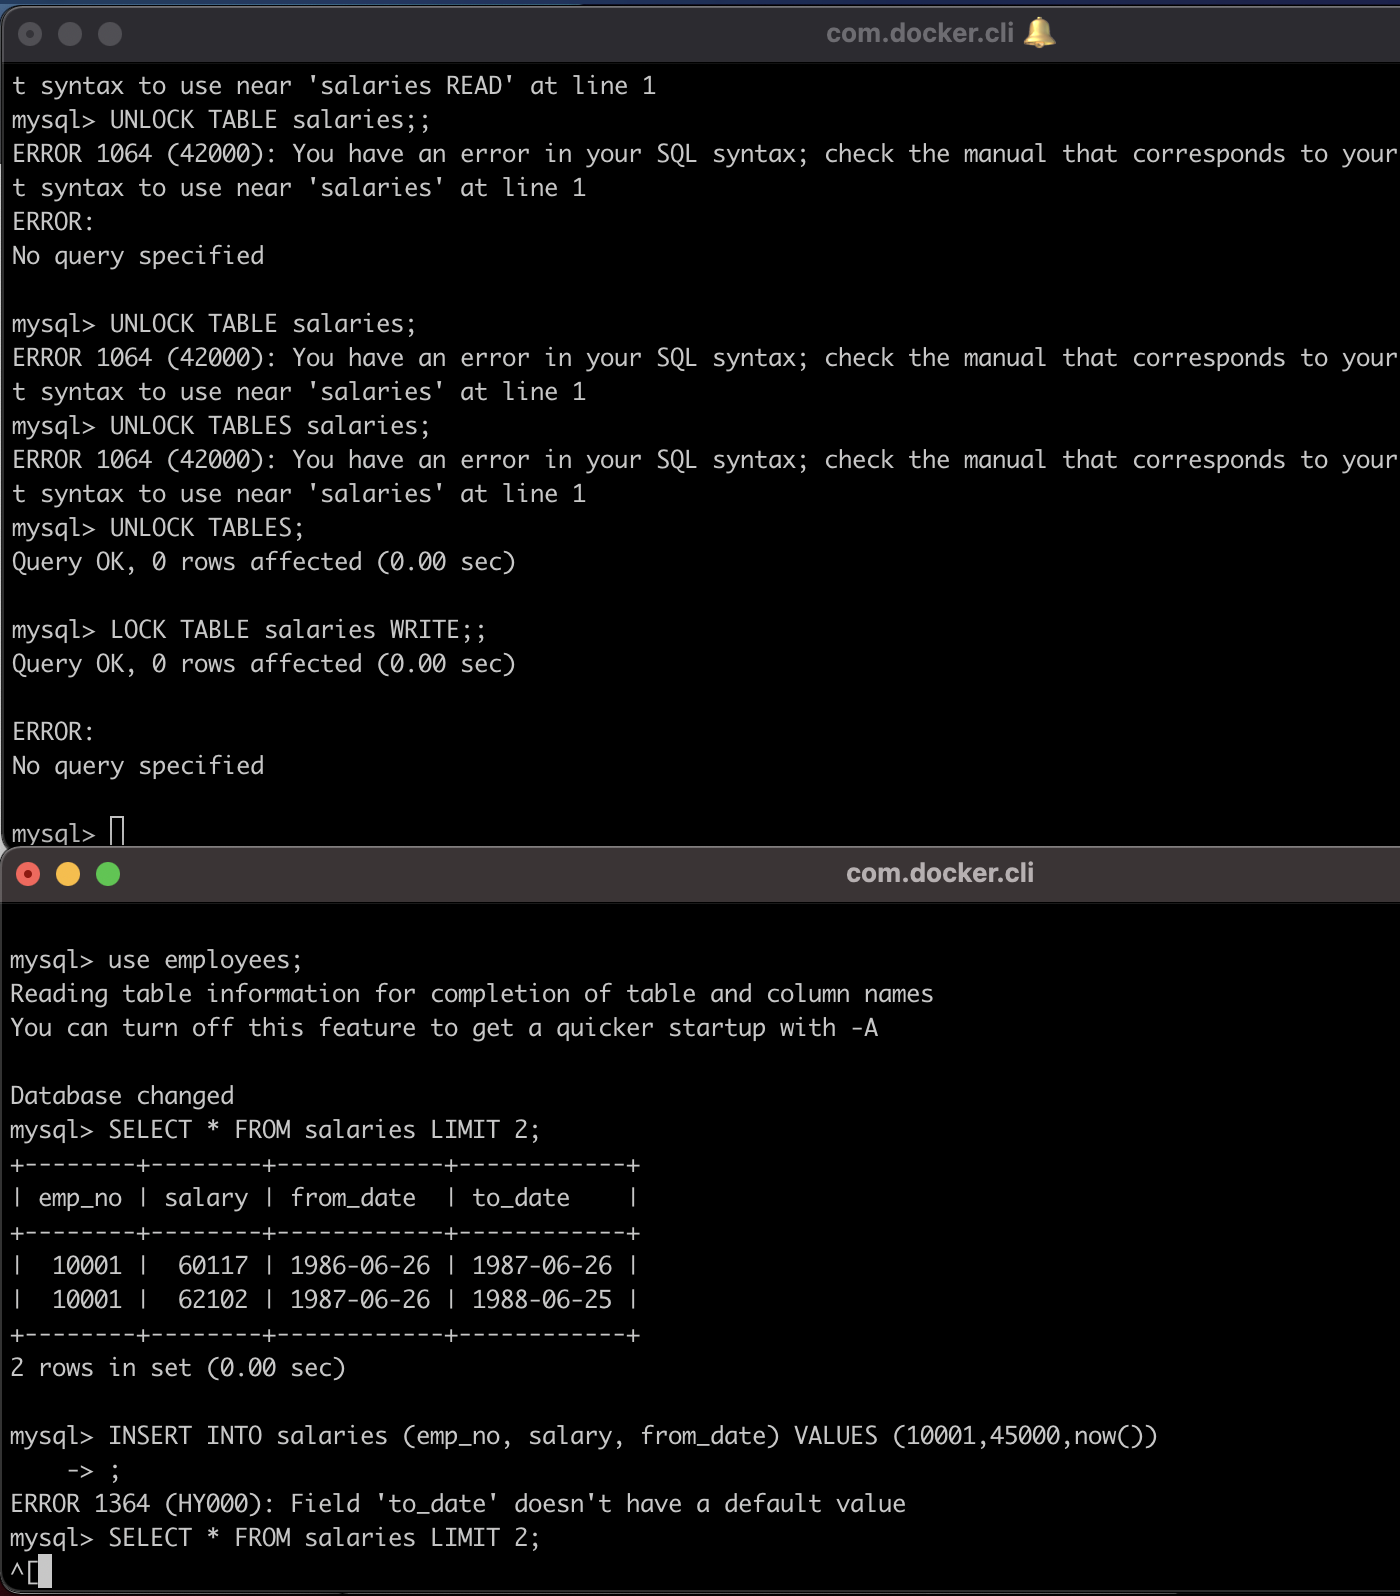 com.docker.cli 🔔
t syntax to use near 'salaries READ' at line 1
mysql> UNLOCK TABLE salaries;;
ERROR 1064 (42000): You have an error in your SQL syntax; check the manual that corresponds to your
t syntax to use near 'salaries' at line 1
ERROR:
No query specified
mysql> UNLOCK TABLE salaries;
ERROR 1064 (42000): You have an error in your SQL syntax; check the manual that corresponds to your
t syntax to use near 'salaries' at line 1
mysql> UNLOCK TABLES salaries;
ERROR 1064 (42000): You have an error in your SQL syntax; check the manual that corresponds to your
t syntax to use near 'salaries' at line 1
mysql> UNLOCK TABLES;
Query OK, 0 rows affected (0.00 sec)
mysql> LOCK TABLE salaries WRITE;;
Query OK, 0 rows affected (0.00 sec)
ERROR:
No query specified
mysql>
com.docker.cli
mysql> use employees;
Reading table information for completion of table and column names
You can turn off this feature to get a quicker startup with -A
Database changed
mysql> SELECT * FROM salaries LIMIT 2;
+--------+--------+------------+------------+
| emp_no | salary | from_date  | to_date    |
+--------+--------+------------+------------+
|  10001 |  60117 | 1986-06-26 | 1987-06-26 |
|  10001 |  62102 | 1987-06-26 | 1988-06-25 |
+--------+--------+------------+------------+
2 rows in set (0.00 sec)
mysql> INSERT INTO salaries (emp_no, salary, from_date) VALUES (10001,45000,now())
    -> ;
ERROR 1364 (HY000): Field 'to_date' doesn't have a default value
mysql> SELECT * FROM salaries LIMIT 2;
^[